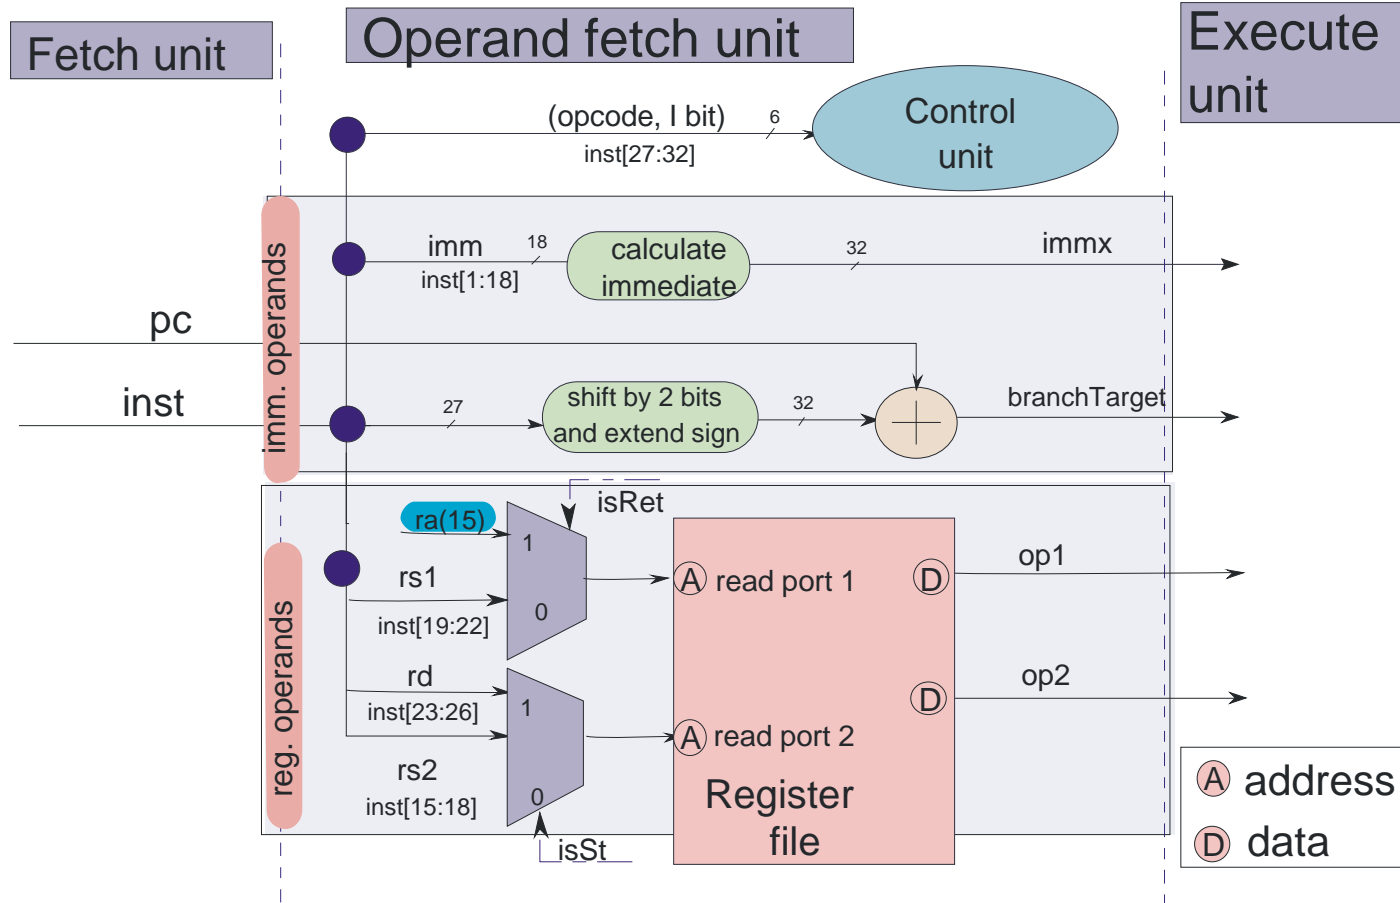 Fetch unit
Operand fetch unit
Execute
unit
(opcode, I bit)
6
inst[27:32]
Control
unit
imm. operands
imm
18
inst[1:18]
calculate
immediate
32
immx
pc
inst
27
shift by 2 bits
and extend sign
32
branchTarget
reg. operands
isRet
ra(15)
1
rs1
0
inst[19:22]
A read port 1
D
op1
rd
inst[23:26]
1
rs2
0
inst[15:18]
isSt
A read port 2
D
op2
Register
file
A address
D data